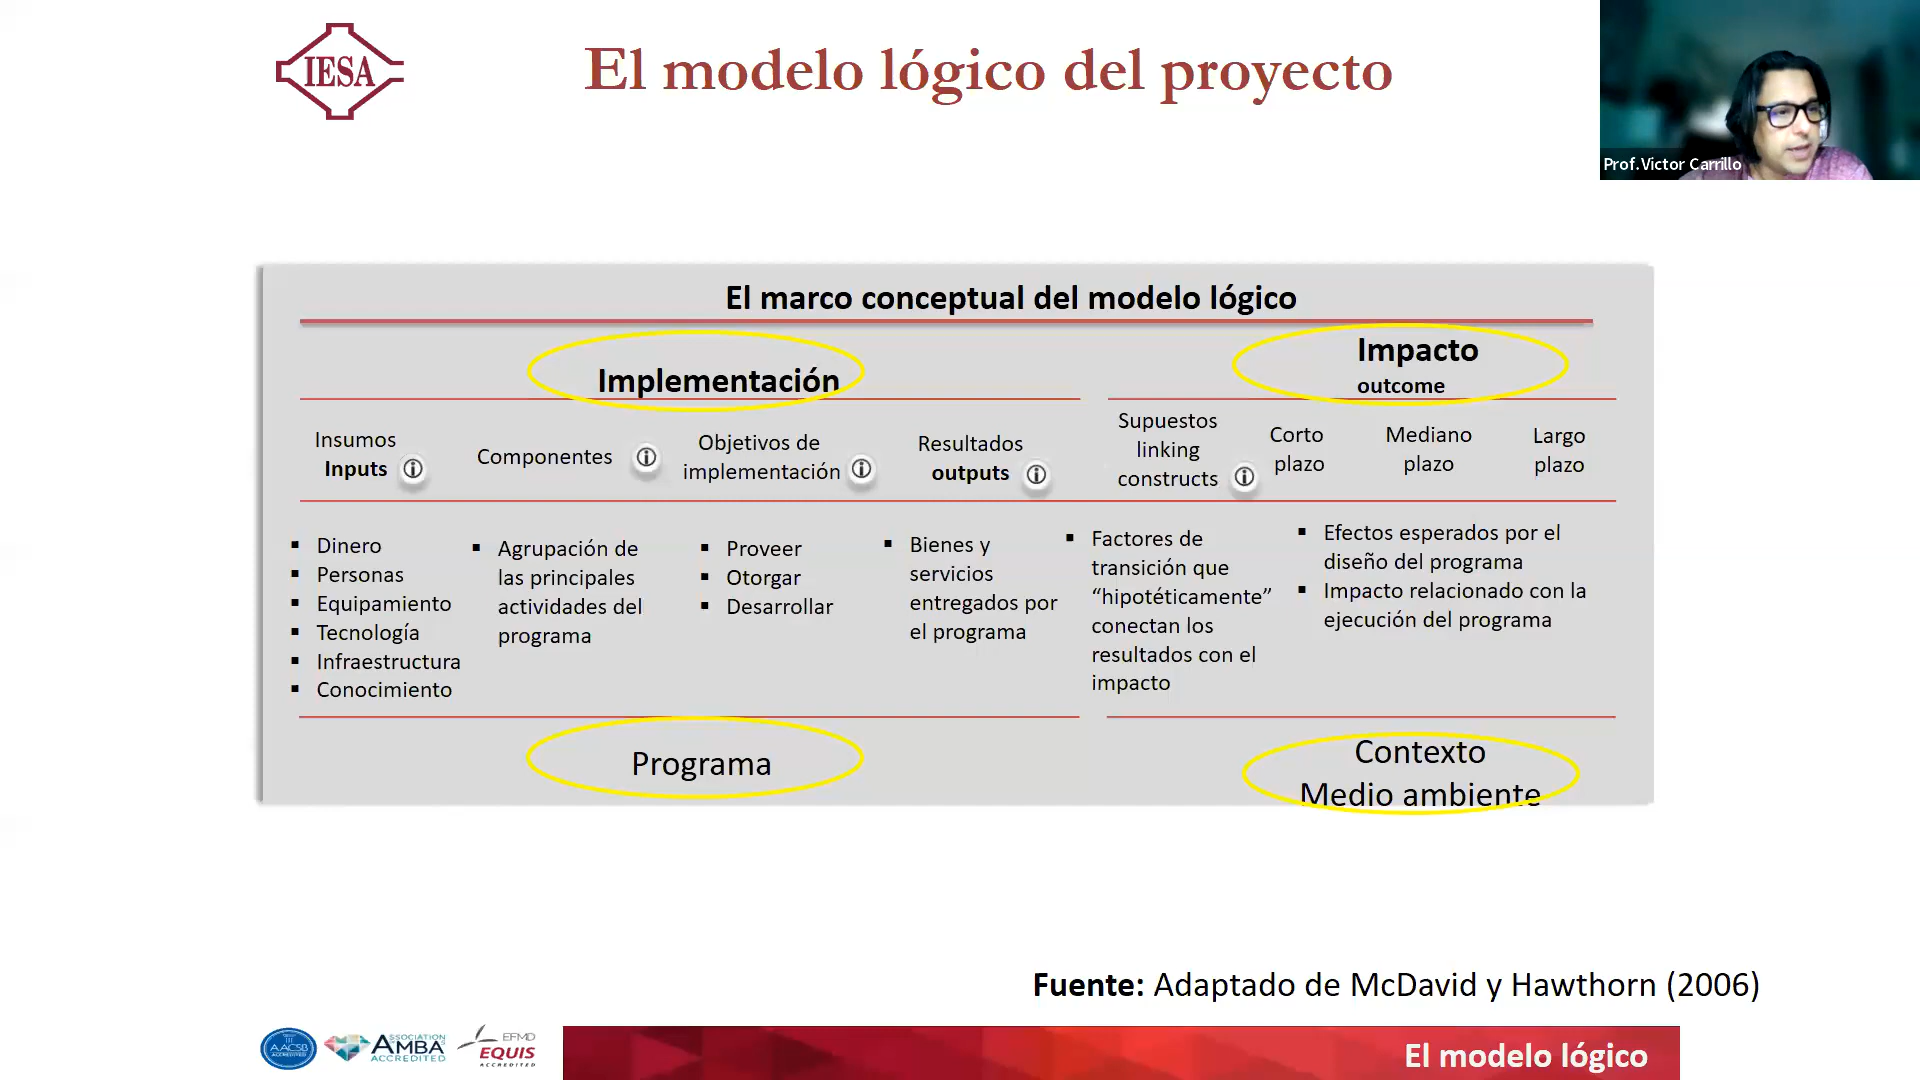 IESA
El modelo lógico del proyecto
Prof.Victor Carrillo
El marco conceptual del modelo lógico
Implementación
Impacto
outcome
Insumos
Inputs
Componentes
Objetivos de
implementación
Resultados
outputs
Supuestos
linking
constructs
Corto
plazo
Mediano
plazo
Largo
plazo
▪ Dinero
▪ Personas
▪ Equipamiento
▪ Tecnología
▪ Infraestructura
▪ Conocimiento
▪ Agrupación de
las principales
actividades del
programa
▪ Proveer
▪ Otorgar
▪ Desarrollar
▪ Bienes y
servicios
entregados por
el programa
▪ Factores de
transición que
“hipotéticamente”
conectan los
resultados con el
impacto
▪ Efectos esperados por el
diseño del programa
▪ Impacto relacionado con la
ejecución del programa
Programa
Contexto
Medio ambiente
Fuente: Adaptado de McDavid y Hawthorn (2006)
AACSB
ACCREDITED
ASSOCIATION
AMBA
ACCREDITED
EFMD
EQUIS
ACCREDITED
El modelo lógico